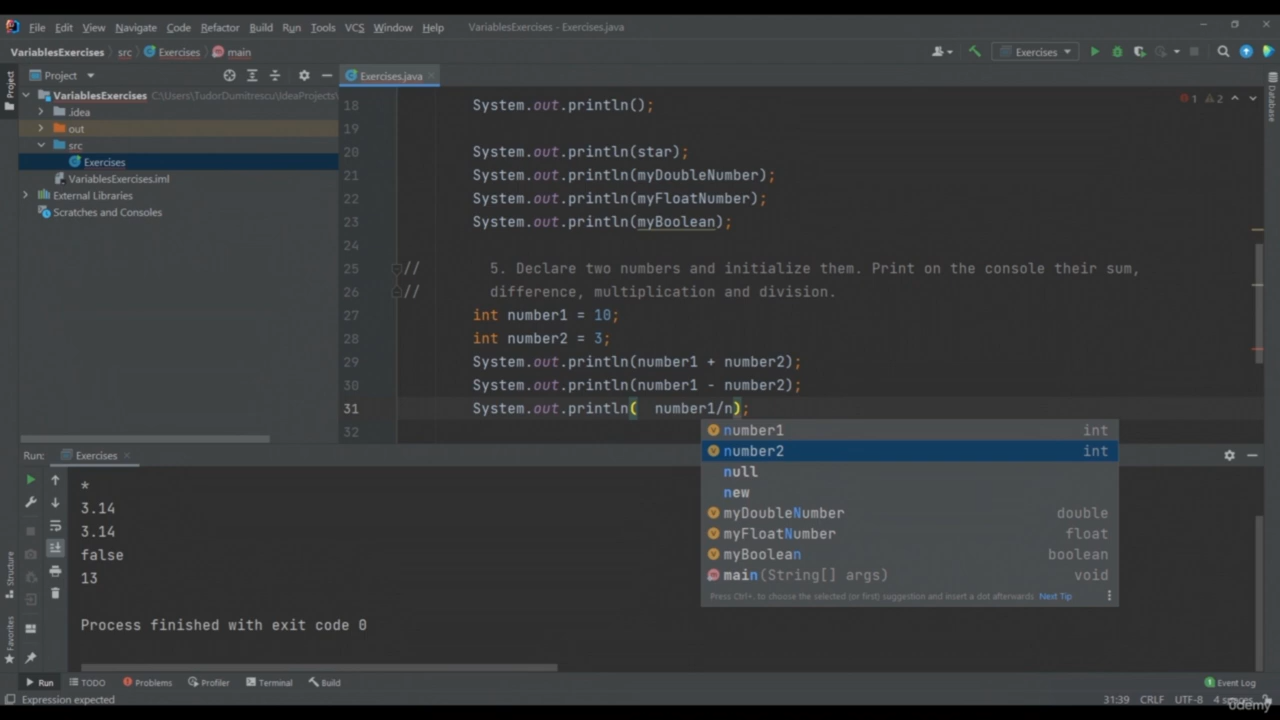 File Edit View Navigate Code Refactor Build Run Tools VCS Window Help VariablesExercises - Exercises.java
VariablesExercises src Exercises main Exercises
Project Exercises.java
VariablesExercises C:\Users\TudorDumitrescu\IdeaProjects\
.idea
out
src
Exercises
VariablesExercises.iml
External Libraries
Scratches and Consoles
Project
Database
1 2
18 System.out.println();
19
20 System.out.println(star);
21 System.out.println(myDoubleNumber);
22 System.out.println(myFloatNumber);
23 System.out.println(myBoolean);
24
25 // 5. Declare two numbers and initialize them. Print on the console their sum,
26 // difference, multiplication and division.
27 int number1 = 10;
28 int number2 = 3;
29 System.out.println(number1 + number2);
30 System.out.println(number1 - number2);
31 System.out.println( number1/n);
32
number1 int
number2 int
null
new
myDoubleNumber double
myFloatNumber float
myBoolean boolean
main(String[] args) void
Press Ctrl+. to choose the selected (or first) suggestion and insert a dot afterwards Next Tip
Run: Exercises
*
3.14
3.14
false
13
Process finished with exit code 0
Structure
Favorites
Run TODO Problems Profiler Terminal Build 1 Event Log
Expression expected 31:39 CRLF UTF-8 4 spaces
udemy